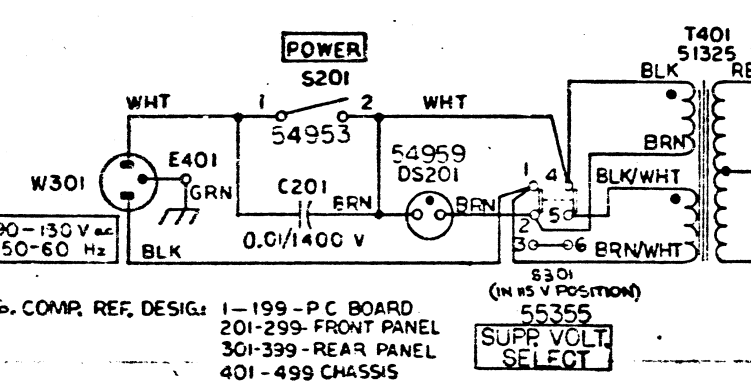 T401
51325
POWER
S201
BLK
RE
WHT
1
2
WHT
54953
54959
DS201
BRN
E401
W301
GRN
C201
BRN
BRN
1
4
BLK/WHT
2
5
90-130 V ac
50-60 Hz
BLK
0.01/1400 V
3
6
BRN/WHT
S301
(IN 115 V POSITION)
55355
SUPP. VOLT.
SELECT
COMP. REF. DESIG.: 1-199-P C BOARD
201-299-FRONT PANEL
301-399-REAR PANEL
401-499 CHASSIS